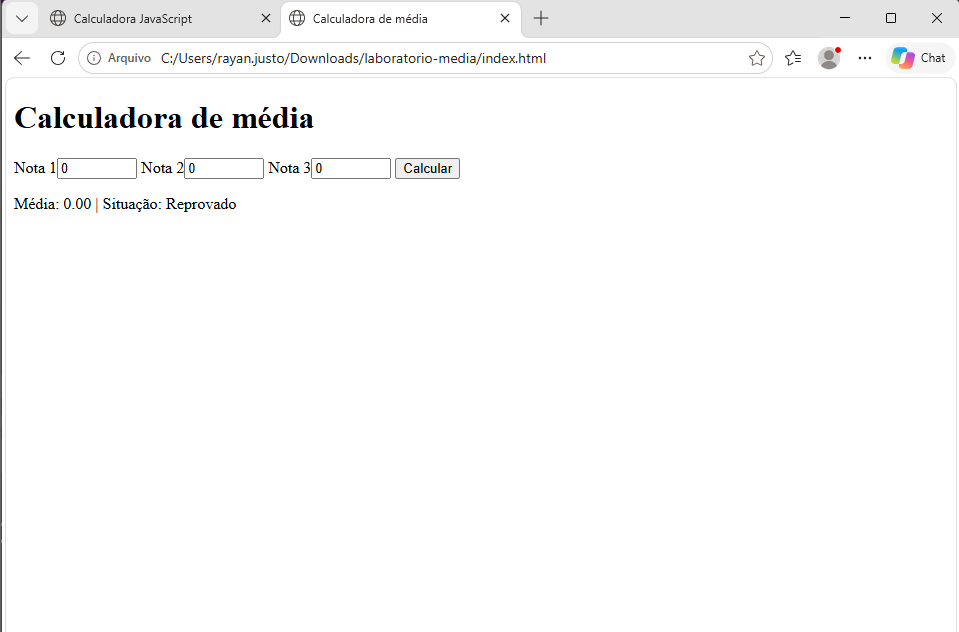 Calculadora JavaScript
Calculadora de média
Arquivo C:/Users/rayan.justo/Downloads/laboratorio-media/index.html
Chat
Calculadora de média
Nota 1 0 Nota 2 0 Nota 3 0 Calcular
Média: 0.00 | Situação: Reprovado